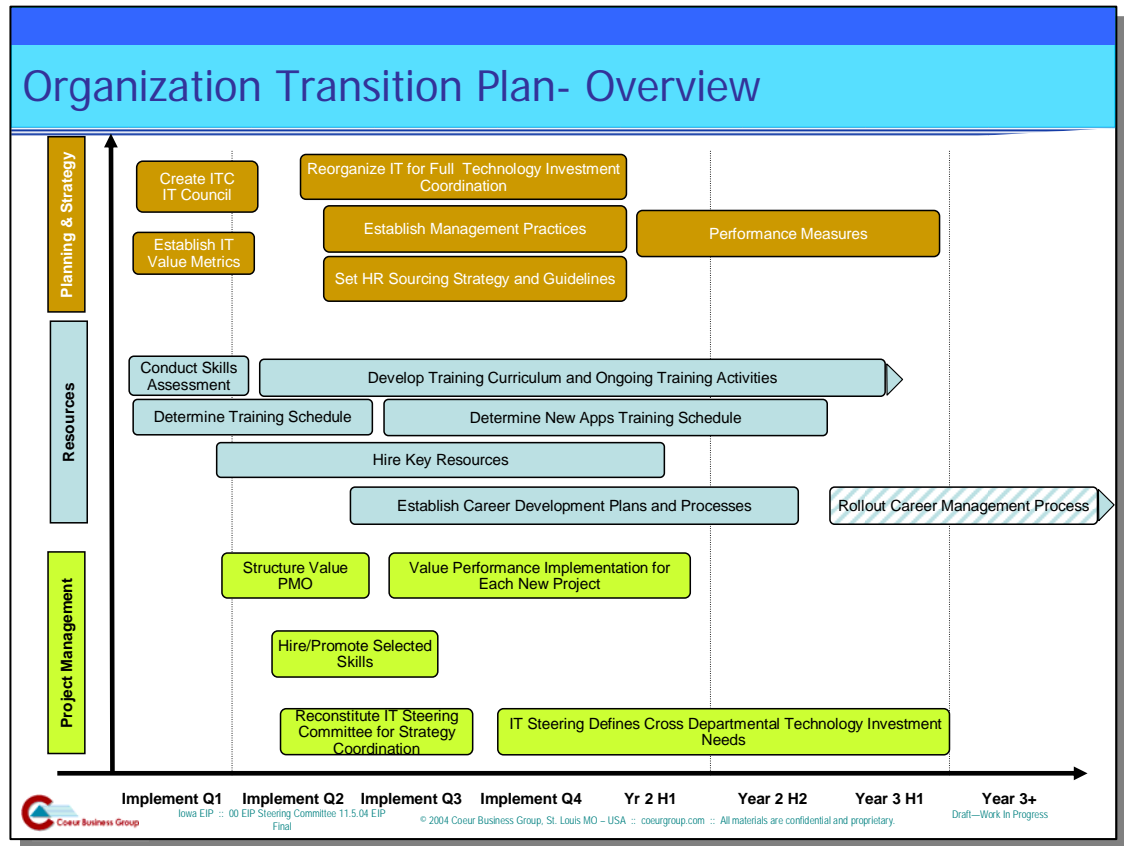 Organization Transition Plan- Overview
Planning & Strategy
Create ITC
IT Council
Reorganize IT for Full  Technology Investment
Coordination
Establish Management Practices
Performance Measures
Establish IT
Value Metrics
Set HR Sourcing Strategy and Guidelines
Resources
Conduct Skills
Assessment
Develop Training Curriculum and Ongoing Training Activities
Determine Training Schedule
Determine New Apps Training Schedule
Hire Key Resources
Establish Career Development Plans and Processes
Rollout Career Management Process
Project Management
Structure Value
PMO
Value Performance Implementation for
Each New Project
Hire/Promote Selected
Skills
Reconstitute IT Steering
Committee for Strategy
Coordination
IT Steering Defines Cross Departmental Technology Investment
Needs
Implement Q1
Implement Q2
Implement Q3
Implement Q4
Yr 2 H1
Year 2 H2
Year 3 H1
Year 3+
Coeur Business Group
Iowa EIP :: 00 EIP Steering Committee 11.5.04 EIP
Final
© 2004 Coeur Business Group, St. Louis MO – USA :: coeurgroup.com :: All materials are confidential and proprietary.
Draft—Work In Progress